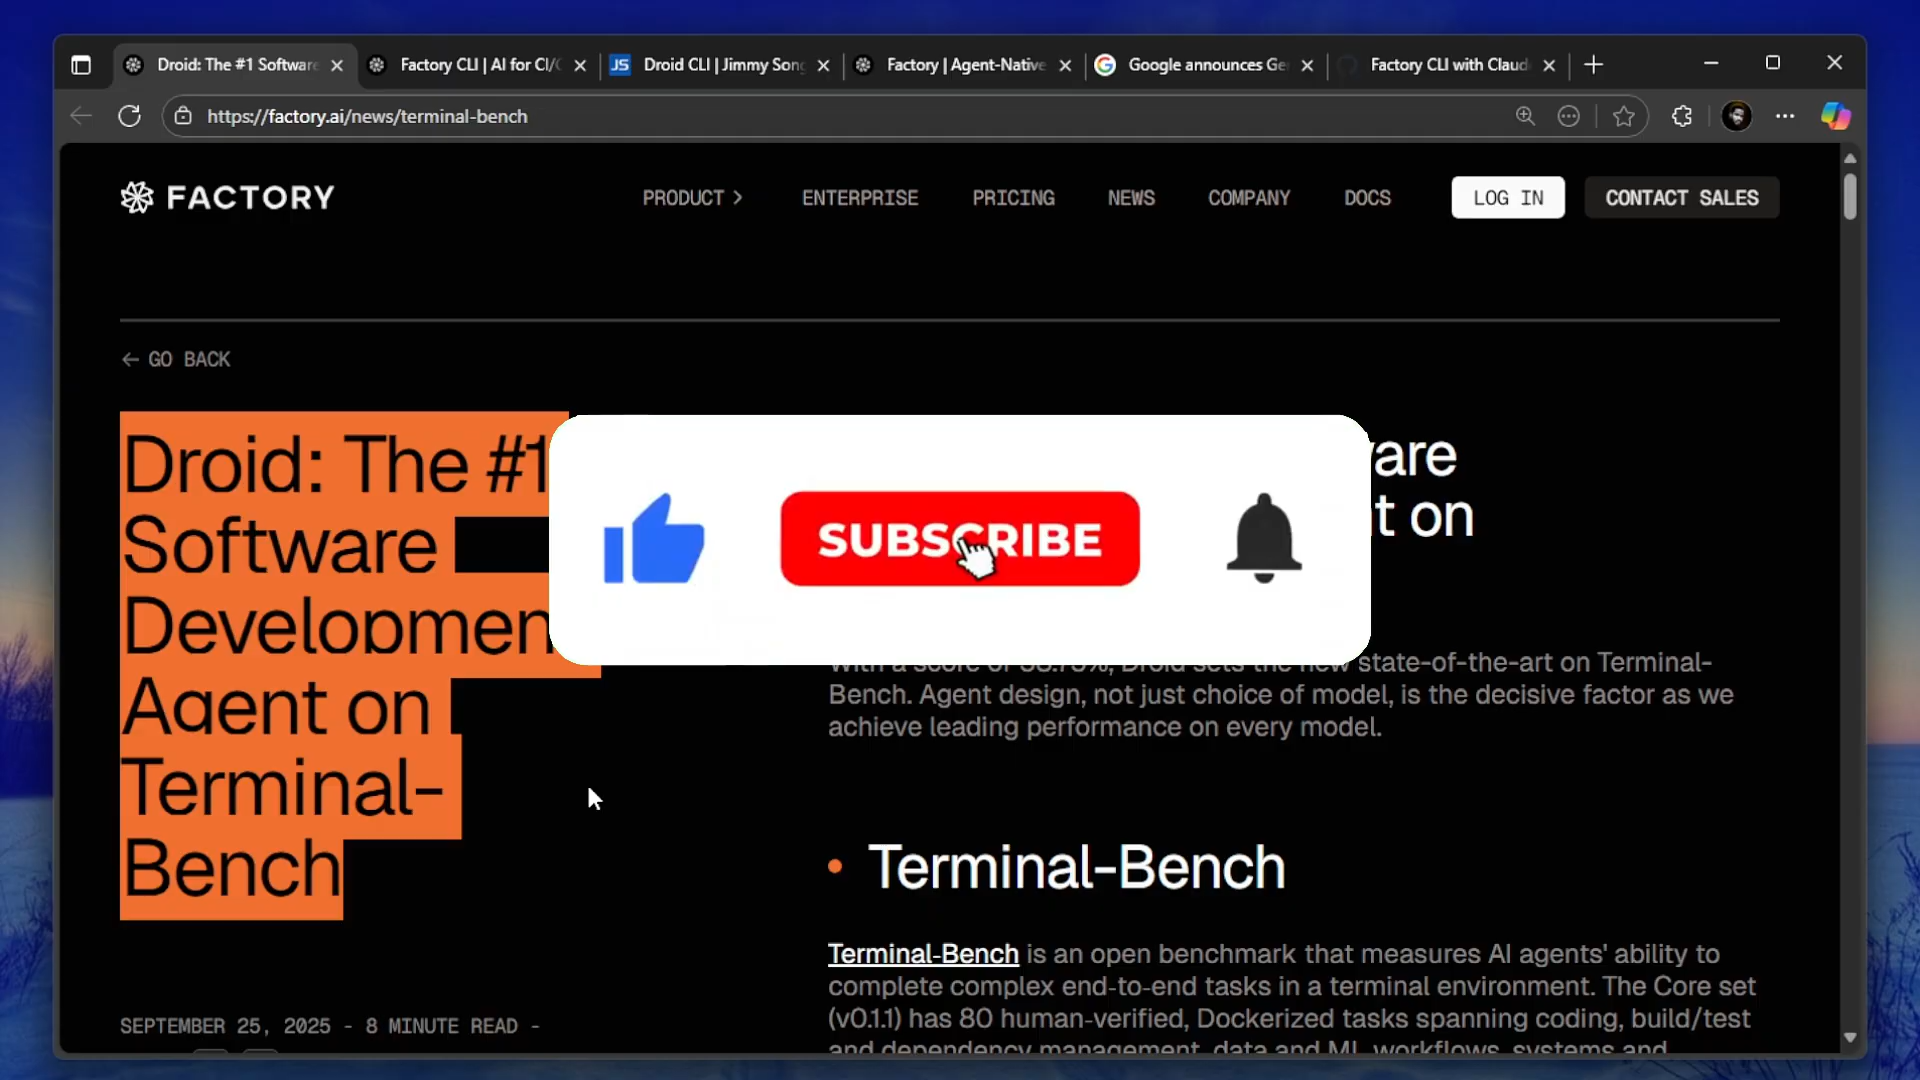 Droid: The #1 Software
Factory CLI | AI for CI/C
JS
Droid CLI | Jimmy Song
Factory | Agent-Native
Google announces Ge
Factory CLI with Claud
https://factory.ai/news/terminal-bench
FACTORY
PRODUCT
ENTERPRISE
PRICING
NEWS
COMPANY
DOCS
LOG IN
CONTACT SALES
GO BACK
Droid: The #1
Software
Developmen
Agent on
Terminal-
Bench
SEPTEMBER 25, 2025 - 8 MINUTE READ -
SUBSCRIBE
are
t on
With a score of 58.75%, Droid sets the new state-of-the-art on Terminal-
Bench. Agent design, not just choice of model, is the decisive factor as we
achieve leading performance on every model.
Terminal-Bench
Terminal-Bench is an open benchmark that measures AI agents' ability to
complete complex end-to-end tasks in a terminal environment. The Core set
(v0.1.1) has 80 human-verified, Dockerized tasks spanning coding, build/test
and dependency management, data and ML workflows, systems and